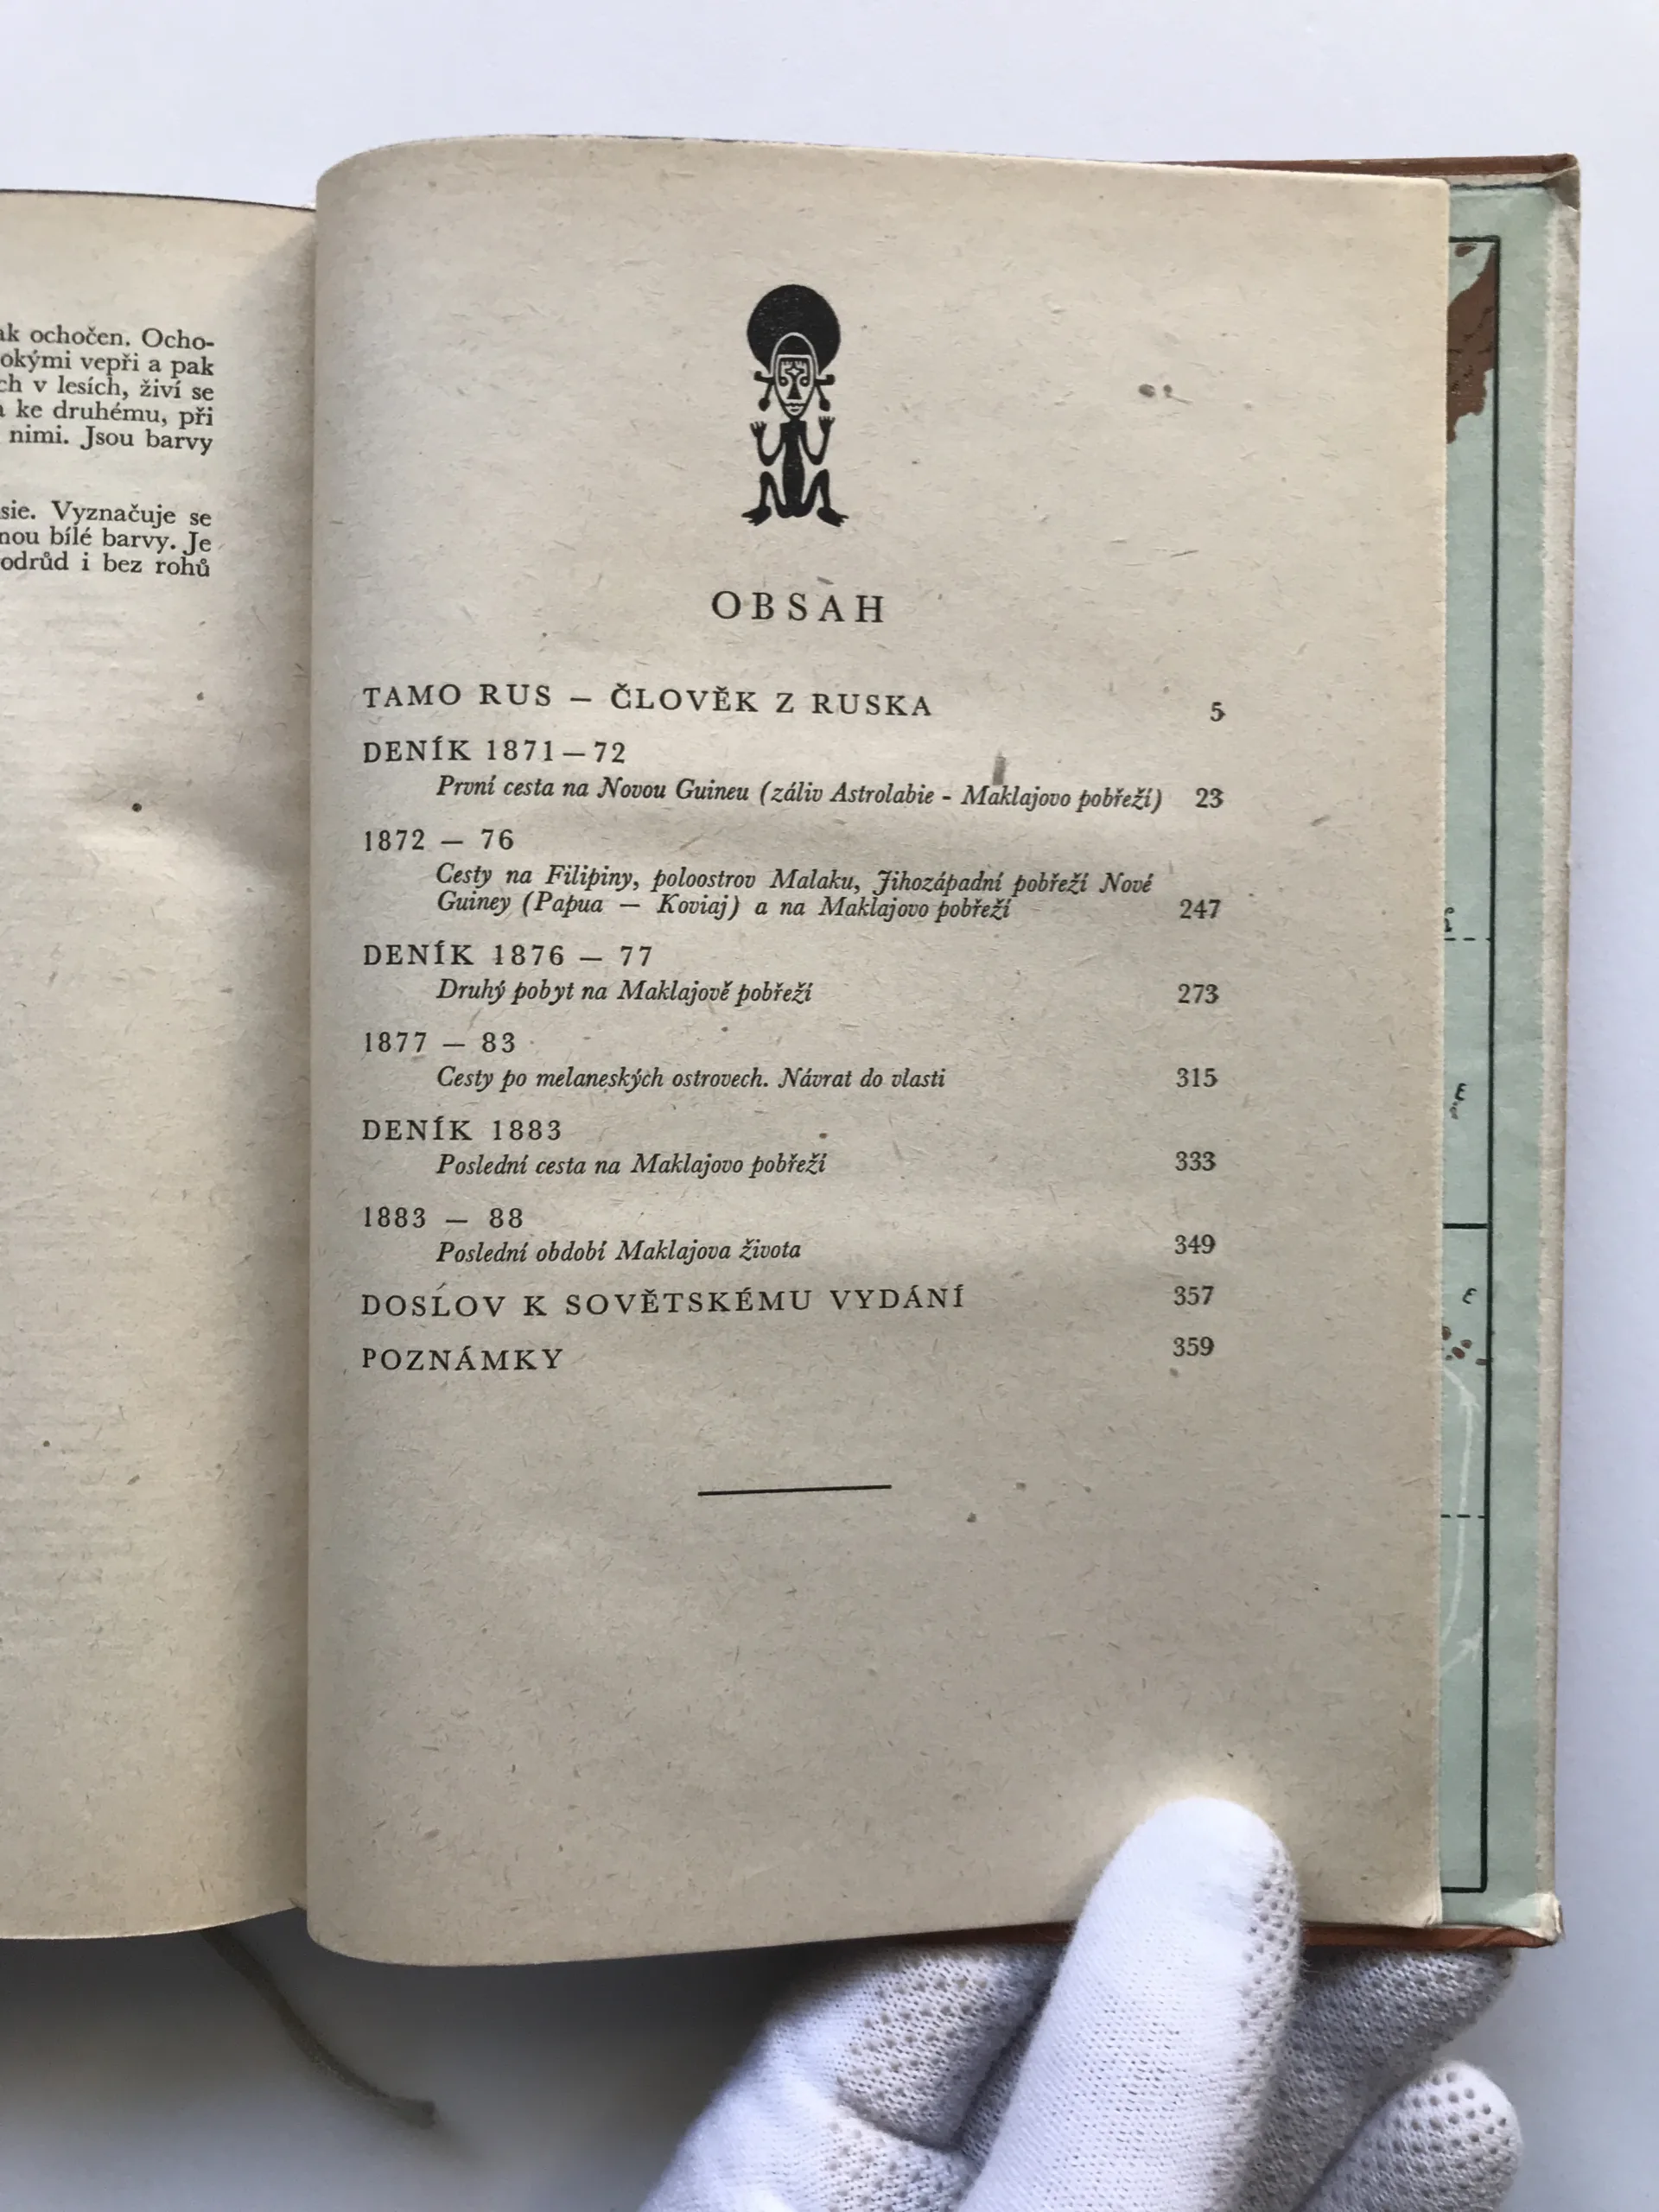 ak ochočen. Ocho-
okými vepři a pak
ch v lesích, živí se
ke druhému, při
nimi. Jsou barvy
sie. Vyznačuje se
nou bílé barvy. Je
odrůd i bez rohů
OBSAH
TAMO RUS — ČLOVĚK Z RUSKA 5
DENÍK 1871—72
První cesta na Novou Guineu (záliv Astrolabie - Maklajovo pobřeží) 23
1872 — 76
Cesty na Filipiny, poloostrov Malaku, Jihozápadní pobřeží Nové
Guiney (Papua — Koviaj) a na Maklajovo pobřeží 247
DENÍK 1876 — 77
Druhý pobyt na Maklajově pobřeží 273
1877 — 83
Cesty po melaneských ostrovech. Návrat do vlasti 315
DENÍK 1883
Poslední cesta na Maklajovo pobřeží 333
1883 — 88
Poslední období Maklajova života 349
DOSLOV K SOVĚTSKÉMU VYDÁNÍ 357
POZNÁMKY 359
E
E